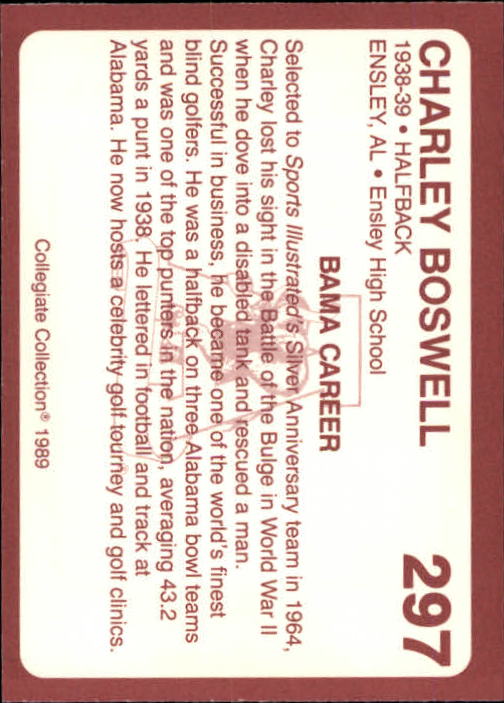 CHARLEY BOSWELL 297
1938-39 • HALFBACK
ENSLEY, AL • Ensley High School
BAMA CAREER
Selected to Sports Illustrated's Silver Anniversary team in 1964,
Charley lost his sight in the Battle of the Bulge in World War II
when he dove into a disabled tank and rescued a man.
Successful in business, he became one of the world's finest
blind golfers. He was a halfback on three Alabama bowl teams
and was one of the top punters in the nation, averaging 43.2
yards a punt in 1938. He lettered in football and track at
Alabama. He now hosts a celebrity golf tourney and golf clinics.
Collegiate Collection® 1989